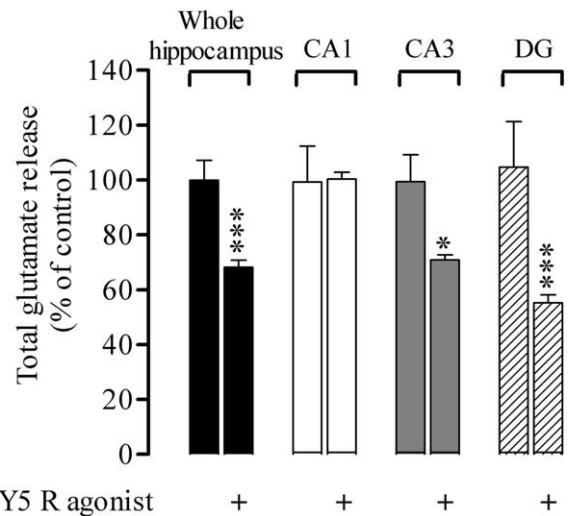 Whole
hippocampus CA1 CA3 DG
140
120
100
80
60
40
20
0
Total glutamate release
(% of control)
***
*
***
Y5 R agonist + + + +